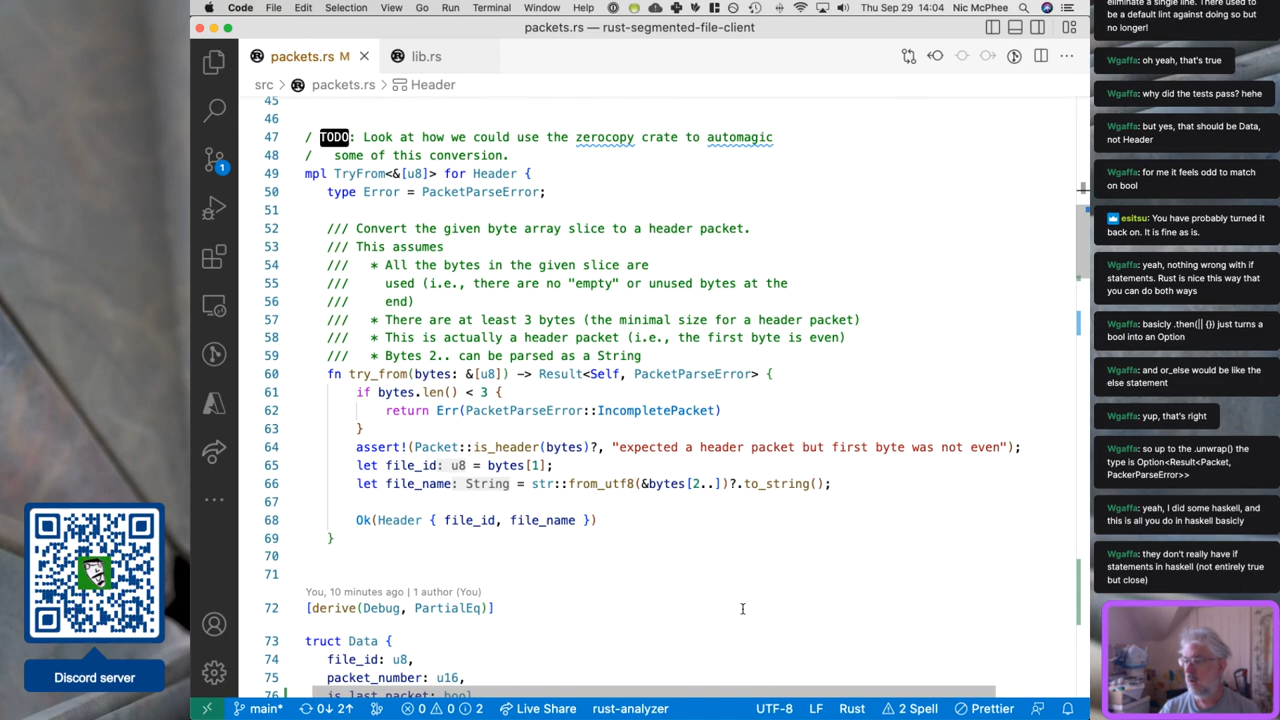 Code File Edit Selection View Go Run Terminal Window Help Thu Sep 29 14:04 Nic McPhee
packets.rs — rust-segmented-file-client
packets.rs M lib.rs
src > packets.rs > Header
45
46
47 / TODO: Look at how we could use the zerocopy crate to automagic
48 / some of this conversion.
49 mpl TryFrom<&[u8]> for Header {
50 type Error = PacketParseError;
51
52 /// Convert the given byte array slice to a header packet.
53 /// This assumes
54 /// * All the bytes in the given slice are
55 /// used (i.e., there are no "empty" or unused bytes at the
56 /// end)
57 /// * There are at least 3 bytes (the minimal size for a header packet)
58 /// * This is actually a header packet (i.e., the first byte is even)
59 /// * Bytes 2.. can be parsed as a String
60 fn try_from(bytes: &[u8]) -> Result<Self, PacketParseError> {
61 if bytes.len() < 3 {
62 return Err(PacketParseError::IncompletePacket)
63 }
64 assert!(Packet::is_header(bytes)?, "expected a header packet but first byte was not even");
65 let file_id: u8 = bytes[1];
66 let file_name: String = str::from_utf8(&bytes[2..])?.to_string();
67
68 Ok(Header { file_id, file_name })
69 }
70
71
You, 10 minutes ago | 1 author (You)
72 [derive(Debug, PartialEq)]
73 truct Data {
74 file_id: u8,
75 packet_number: u16,
76 is_last_packet: bool
1
main* 0↓ 2↑ 0 0 2 Live Share rust-analyzer UTF-8 LF Rust 2 Spell Prettier
Discord server
eliminate a single line. There used to
be a default lint against doing so but
no longer!
Wgaffa: oh yeah, that's true
Wgaffa: why did the tests pass? hehe
Wgaffa: but yes, that should be Data,
not Header
Wgaffa: for me it feels odd to match
on bool
esitsu: You have probably turned it
back on. It is fine as is.
Wgaffa: yeah, nothing wrong with if
statements. Rust is nice this way that
you can do both ways
Wgaffa: basicly .then(|| {}) just turns a
bool into an Option
Wgaffa: and or_else would be like the
else statement
Wgaffa: yup, that's right
Wgaffa: so up to the .unwrap() the
type is Option<Result<Packet,
PackerParseError>>
Wgaffa: yeah, I did some haskell, and
this is all you do in haskell basicly
Wgaffa: they don't really have if
statements in haskell (not entirely true
but close)